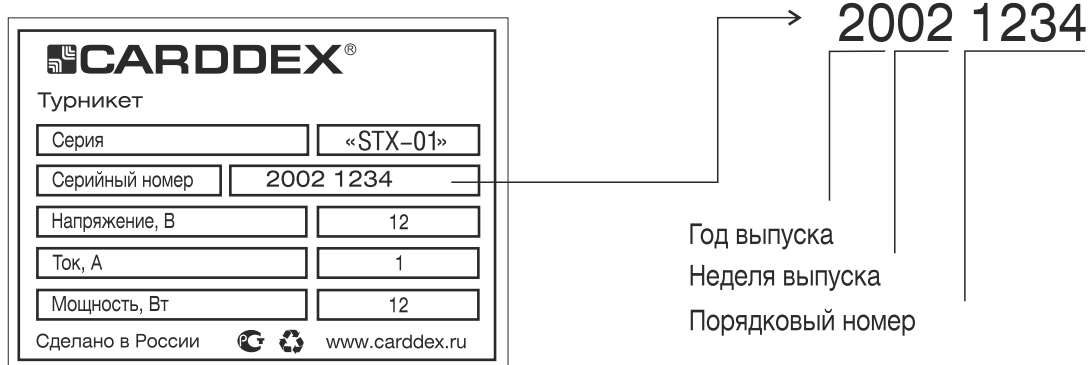 CARDDEX®
Турникет
Серия «STX-01»
Серийный номер 2002 1234
Напряжение, В 12
Ток, А 1
Мощность, Вт 12
Сделано в России РСТ www.carddex.ru
2002 1234
Год выпуска
Неделя выпуска
Порядковый номер